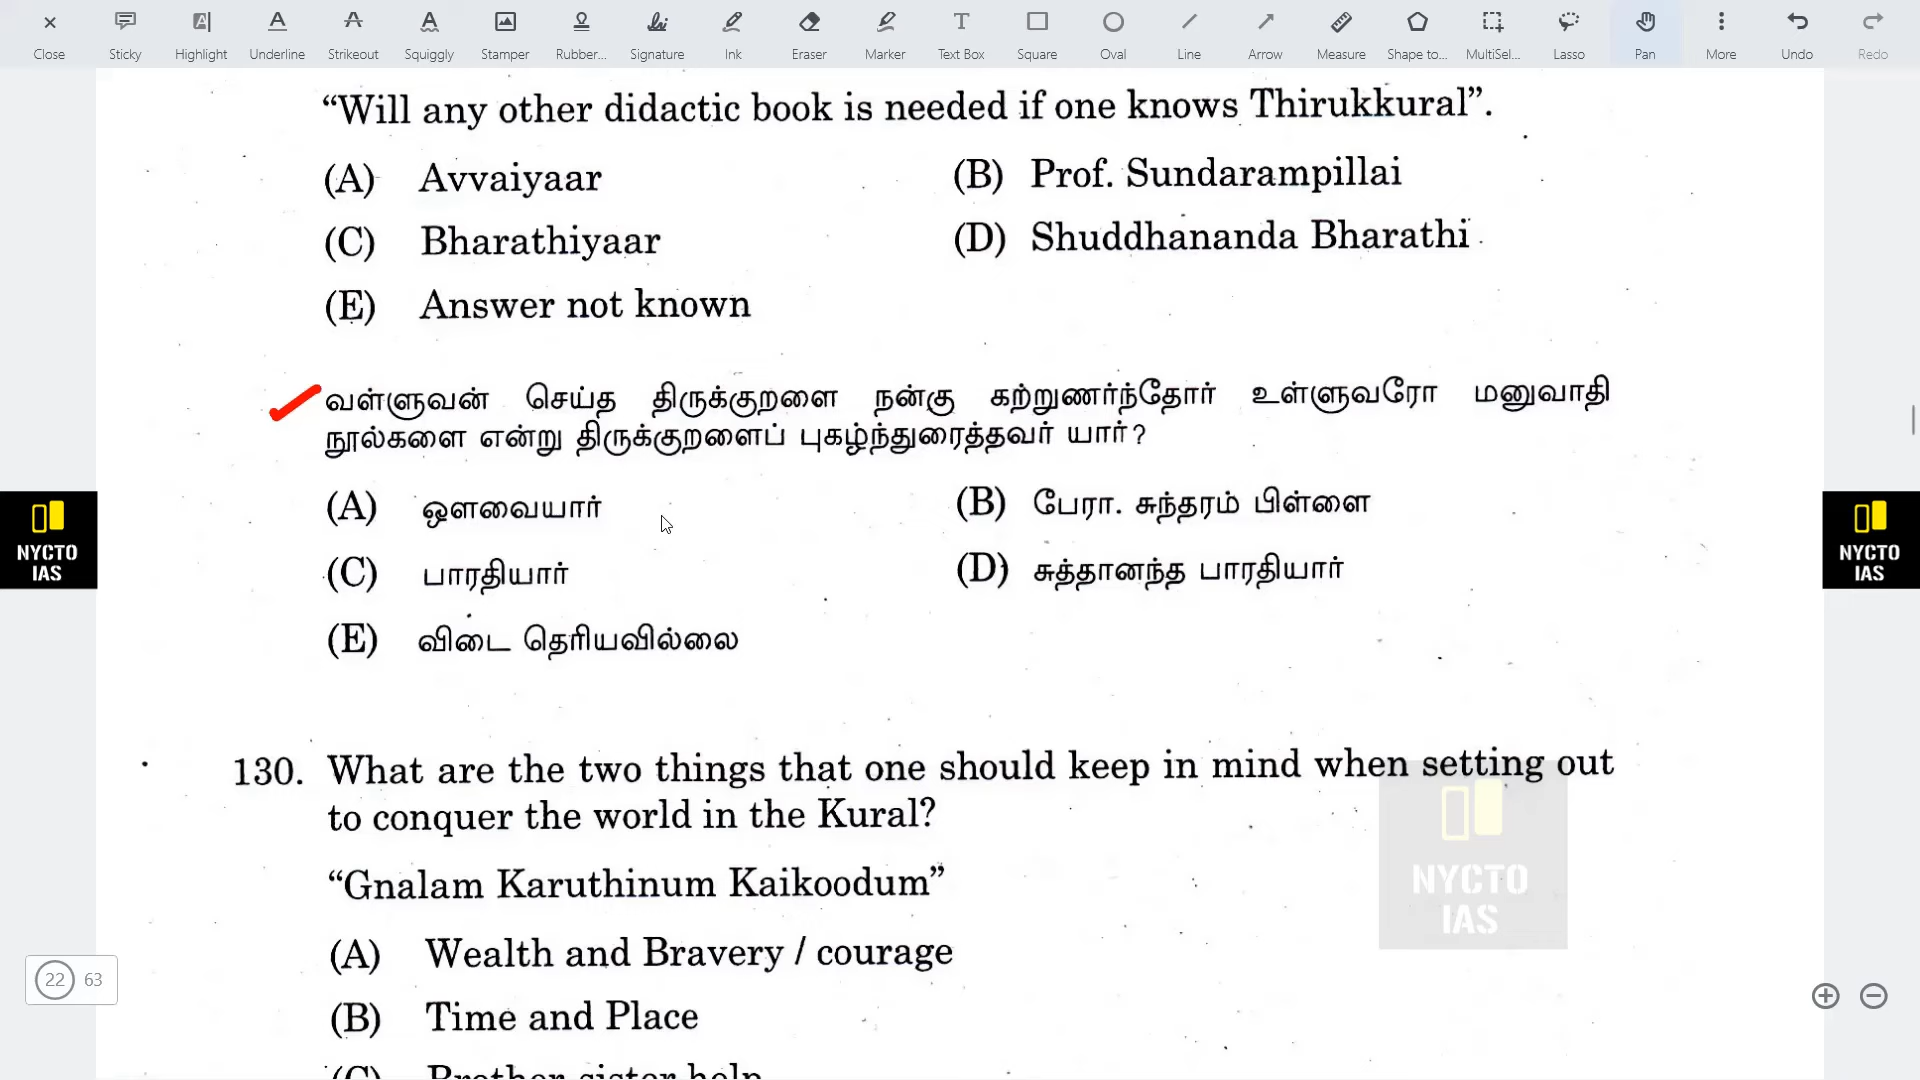 Close Sticky Highlight Underline Strikeout Squiggly Stamper Rubber... Signature Ink Eraser Marker Text Box Square Oval Line Arrow Measure Shape to... MultiSel... Lasso Pan More Undo Redo
“Will any other didactic book is needed if one knows Thirukkural”.
(A) Avvaiyaar (B) Prof. Sundarampillai
(C) Bharathiyaar (D) Shuddhananda Bharathi
(E) Answer not known
வள்ளுவன் செய்த திருக்குறளை நன்கு கற்றுணர்ந்தோர் உள்ளுவரோ மனுவாதி
நூல்களை என்று திருக்குறளைப் புகழ்ந்துரைத்தவர் யார்?
(A) ஔவையார் (B) பேரா. சுந்தரம் பிள்ளை
(C) பாரதியார் (D) சுத்தானந்த பாரதியார்
(E) விடை தெரியவில்லை
NYCTO
IAS
NYCTO
IAS
130. What are the two things that one should keep in mind when setting out
to conquer the world in the Kural?
“Gnalam Karuthinum Kaikoodum”
(A) Wealth and Bravery / courage
(B) Time and Place
(C) Brother sister help
NYCTO
IAS
22 63